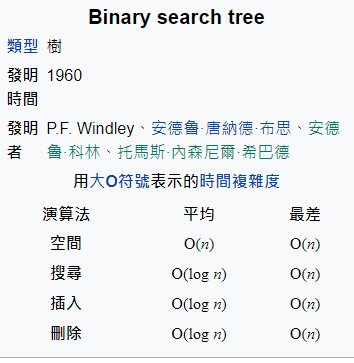 Binary search tree
類型 樹
發明 1960
時間
發明 P.F. Windley、安德魯·唐納德·布思、安德
者 魯·科林、托馬斯·內森尼爾·希巴德
用大O符號表示的時間複雜度
演算法 平均 最差
空間 O(n) O(n)
搜尋 O(log n) O(n)
插入 O(log n) O(n)
刪除 O(log n) O(n)